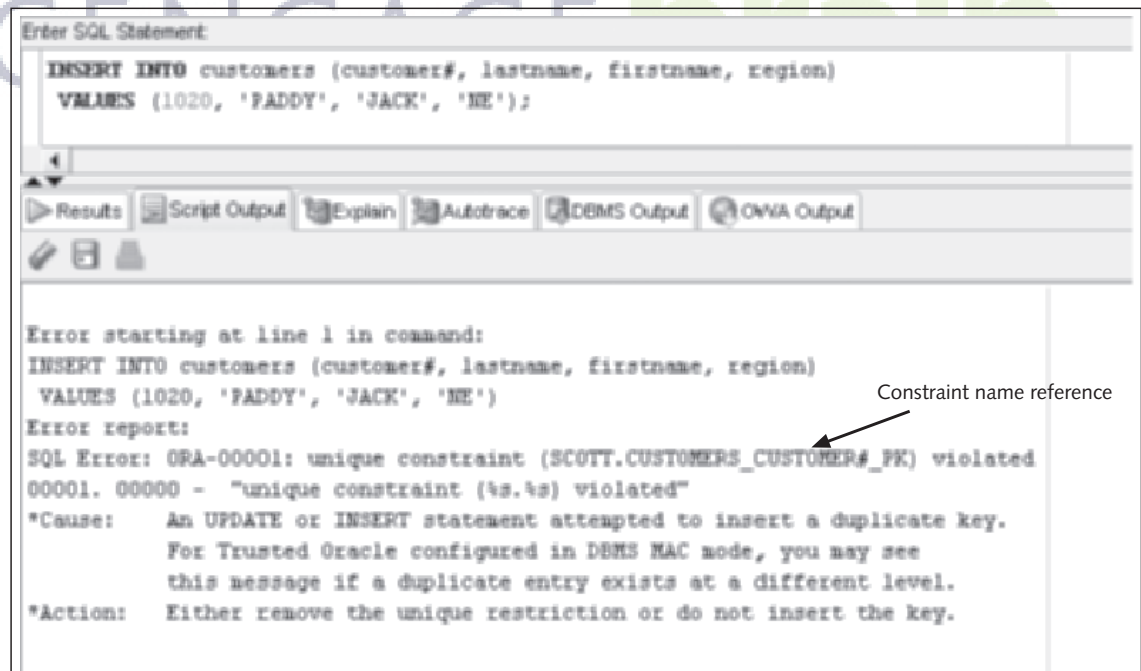 CENGAGE brain
Enter SQL Statement:
INSERT INTO customers (customer#, lastname, firstname, region)
VALUES (1020, 'PADDY', 'JACK', 'NE');
Results Script Output Explain Autotrace DBMS Output OWA Output
Error starting at line 1 in command:
INSERT INTO customers (customer#, lastname, firstname, region)
VALUES (1020, 'PADDY', 'JACK', 'NE')
Constraint name reference
Error report:
SQL Error: ORA-00001: unique constraint (SCOTT.CUSTOMERS_CUSTOMER#_PK) violated
00001. 00000 - "unique constraint (%s.%s) violated"
*Cause: An UPDATE or INSERT statement attempted to insert a duplicate key.
For Trusted Oracle configured in DBMS MAC mode, you may see
this message if a duplicate entry exists at a different level.
*Action: Either remove the unique restriction or do not insert the key.